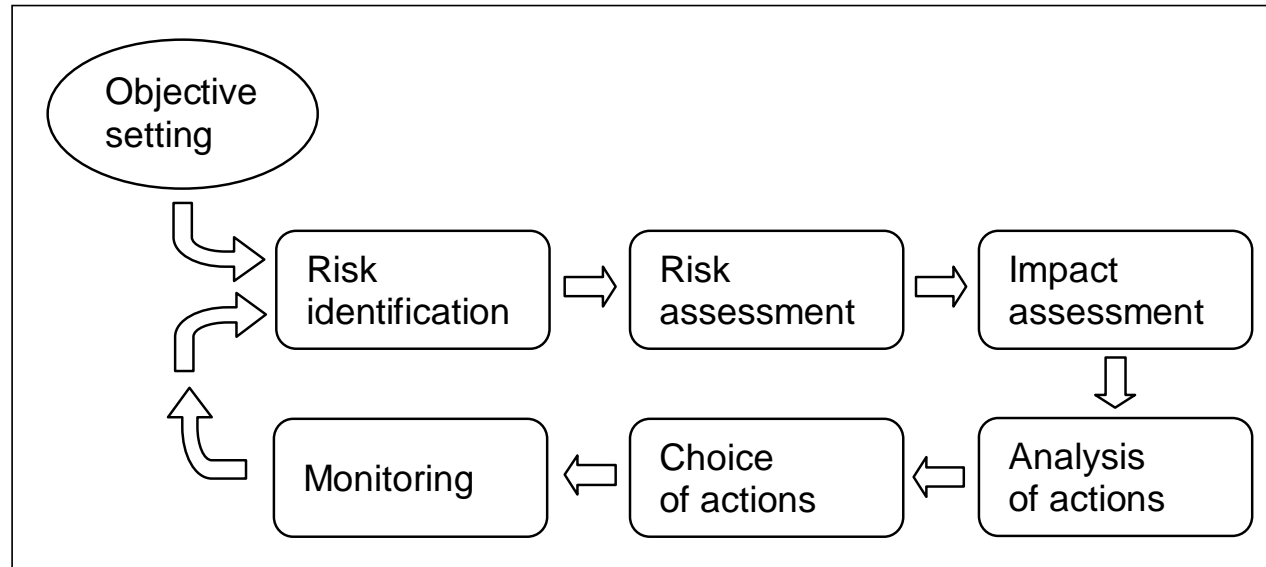 Objective
setting
Risk
identification
Risk
assessment
Impact
assessment
Analysis
of actions
Choice
of actions
Monitoring